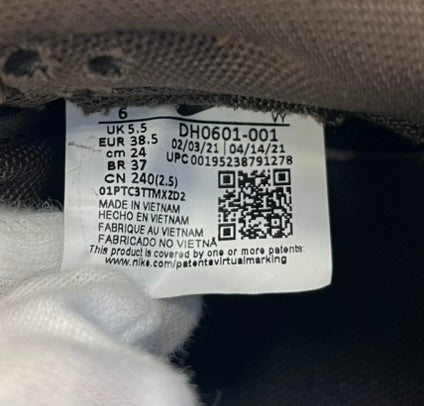 6 VY
UK 5.5
EUR 38.5
cm 24
BR 37
CN 240(2.5)
DH0601-001
02/03/21 04/14/21
UPC 00195238791278
01PTC3TTMXZD2
MADE IN VIETNAM
HECHO EN VIETNAM
FABRIQUE AU VIETNAM
FABRICADO NO VIETNÃ
This product is covered by one or more patents:
www.nike.com/patentsvirtualmarking